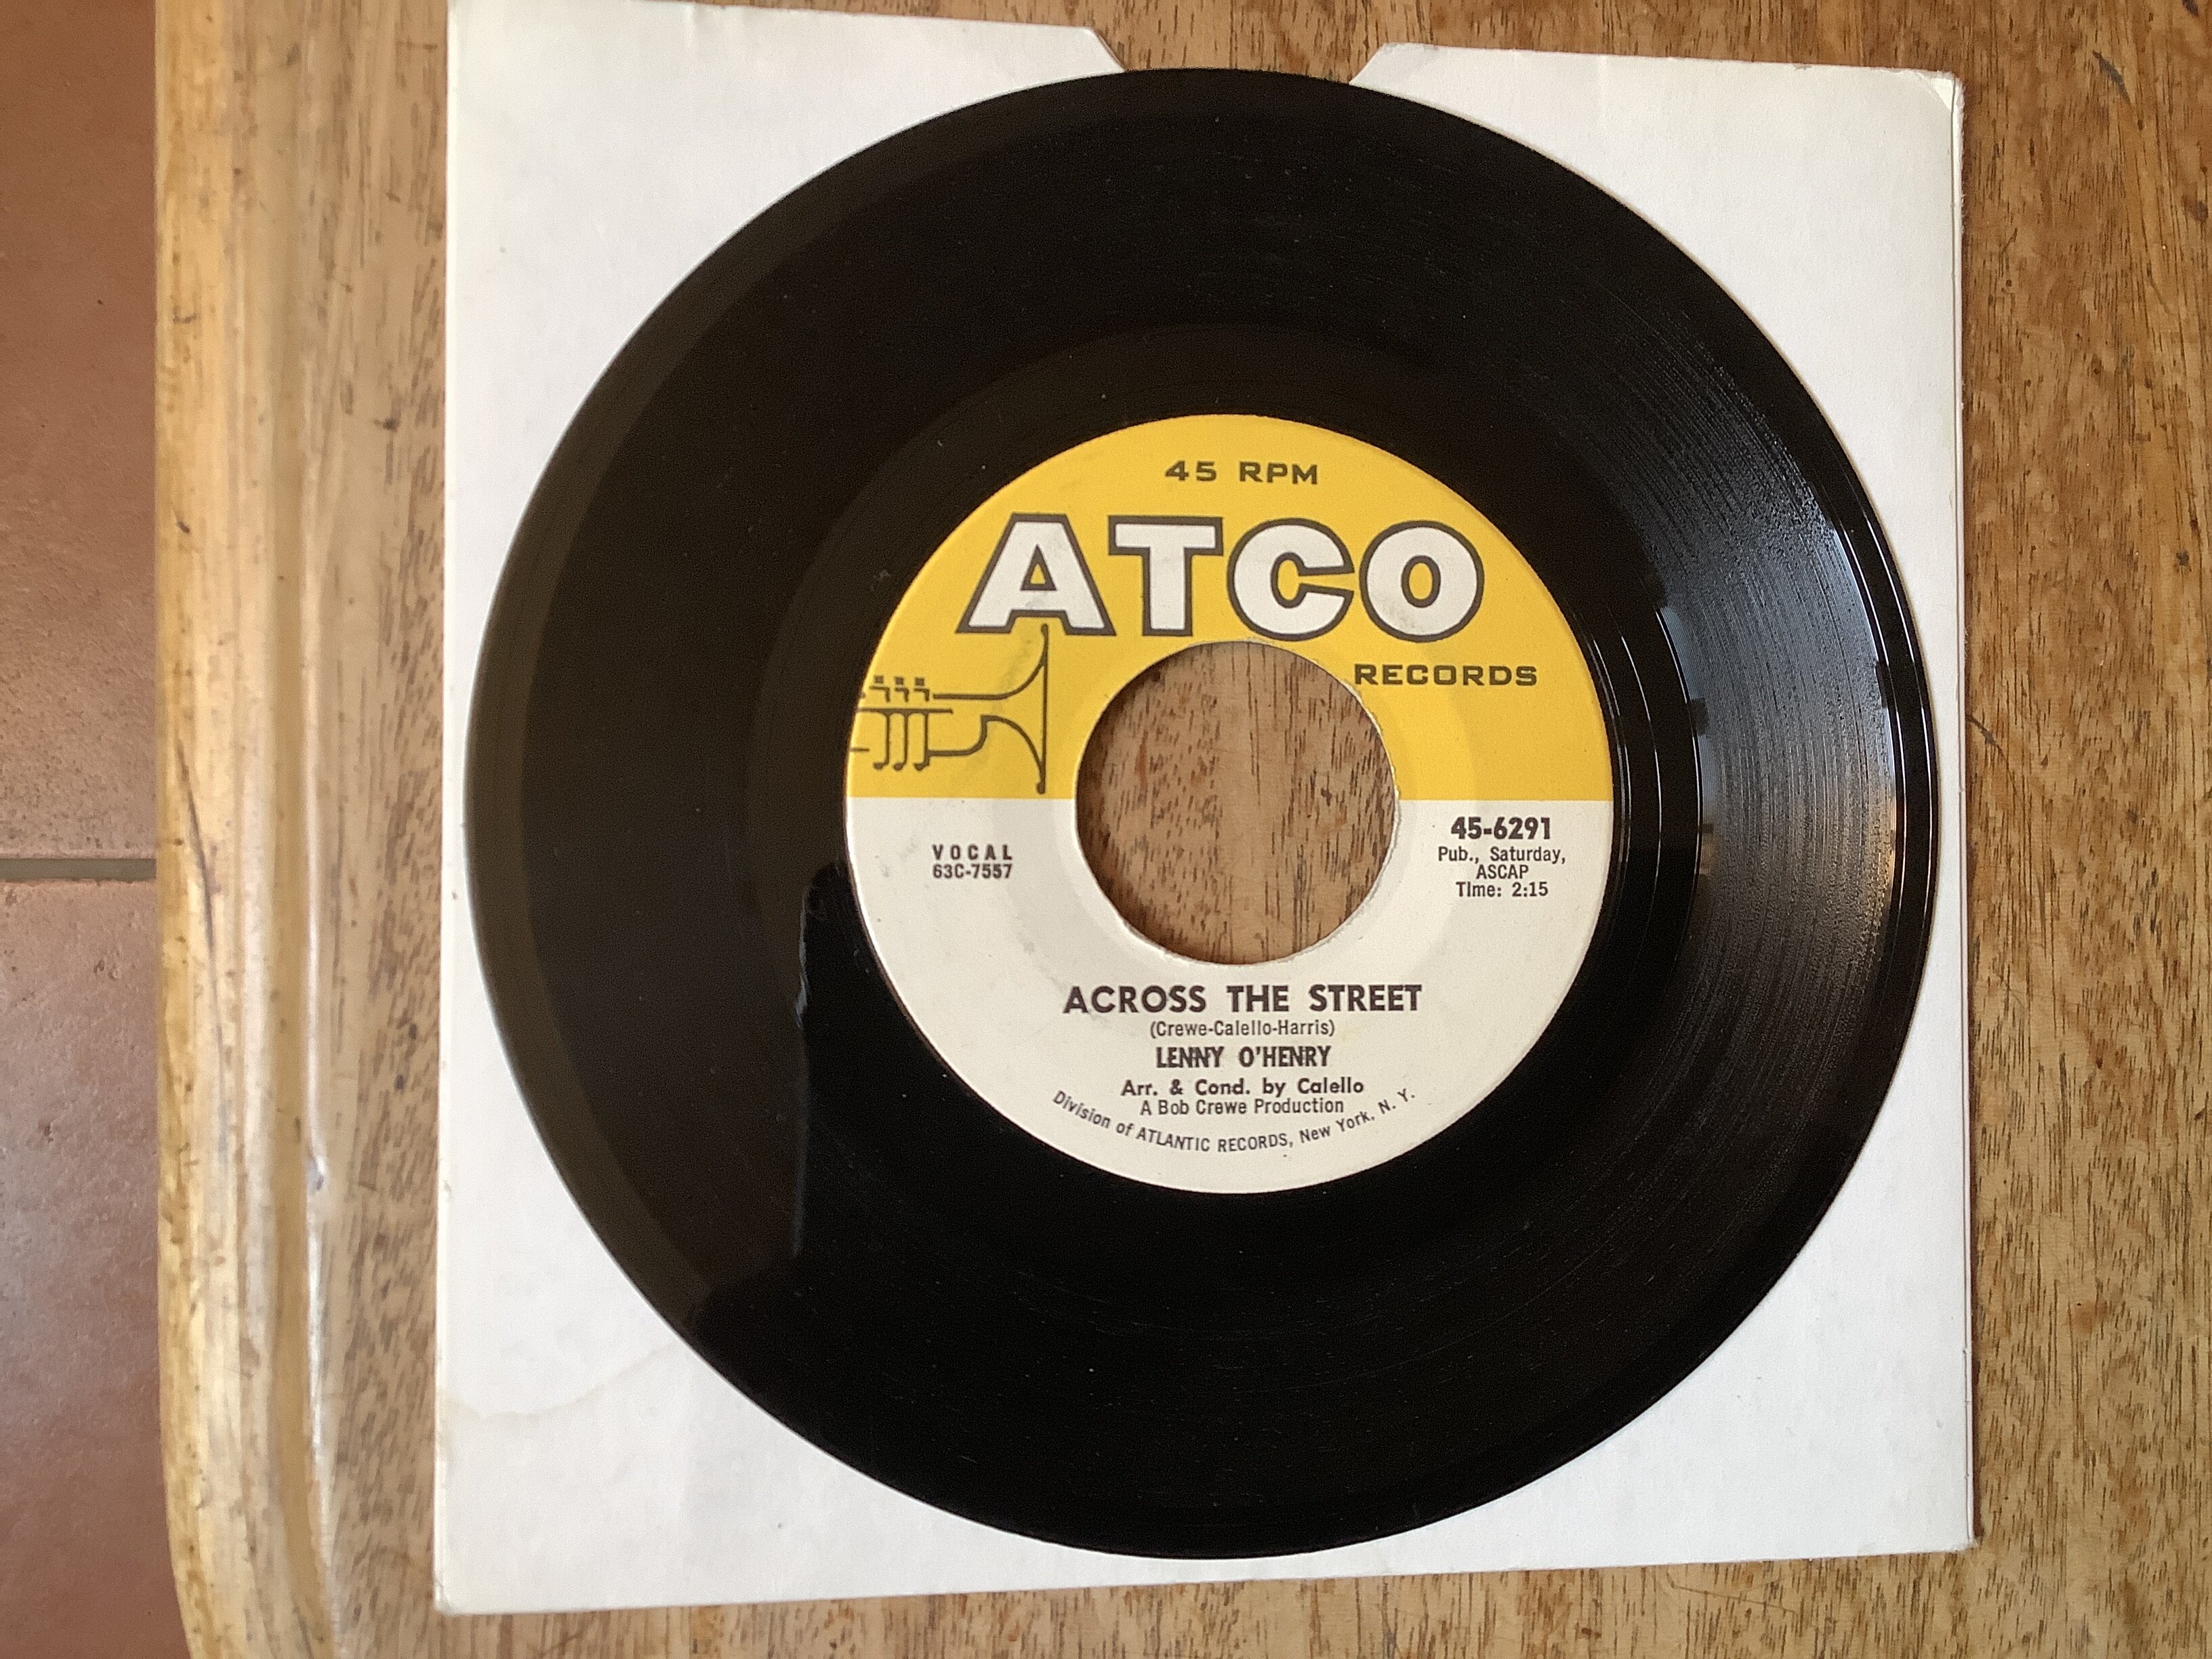 45 RPM
ATCO
RECORDS
VOCAL
63C-7557
45-6291
Pub., Saturday,
ASCAP
Time: 2:15
ACROSS THE STREET
(Crewe-Calello-Harris)
LENNY O'HENRY
Arr. & Cond. by Calello
A Bob Crewe Production
Division of ATLANTIC RECORDS, New York, N. Y.